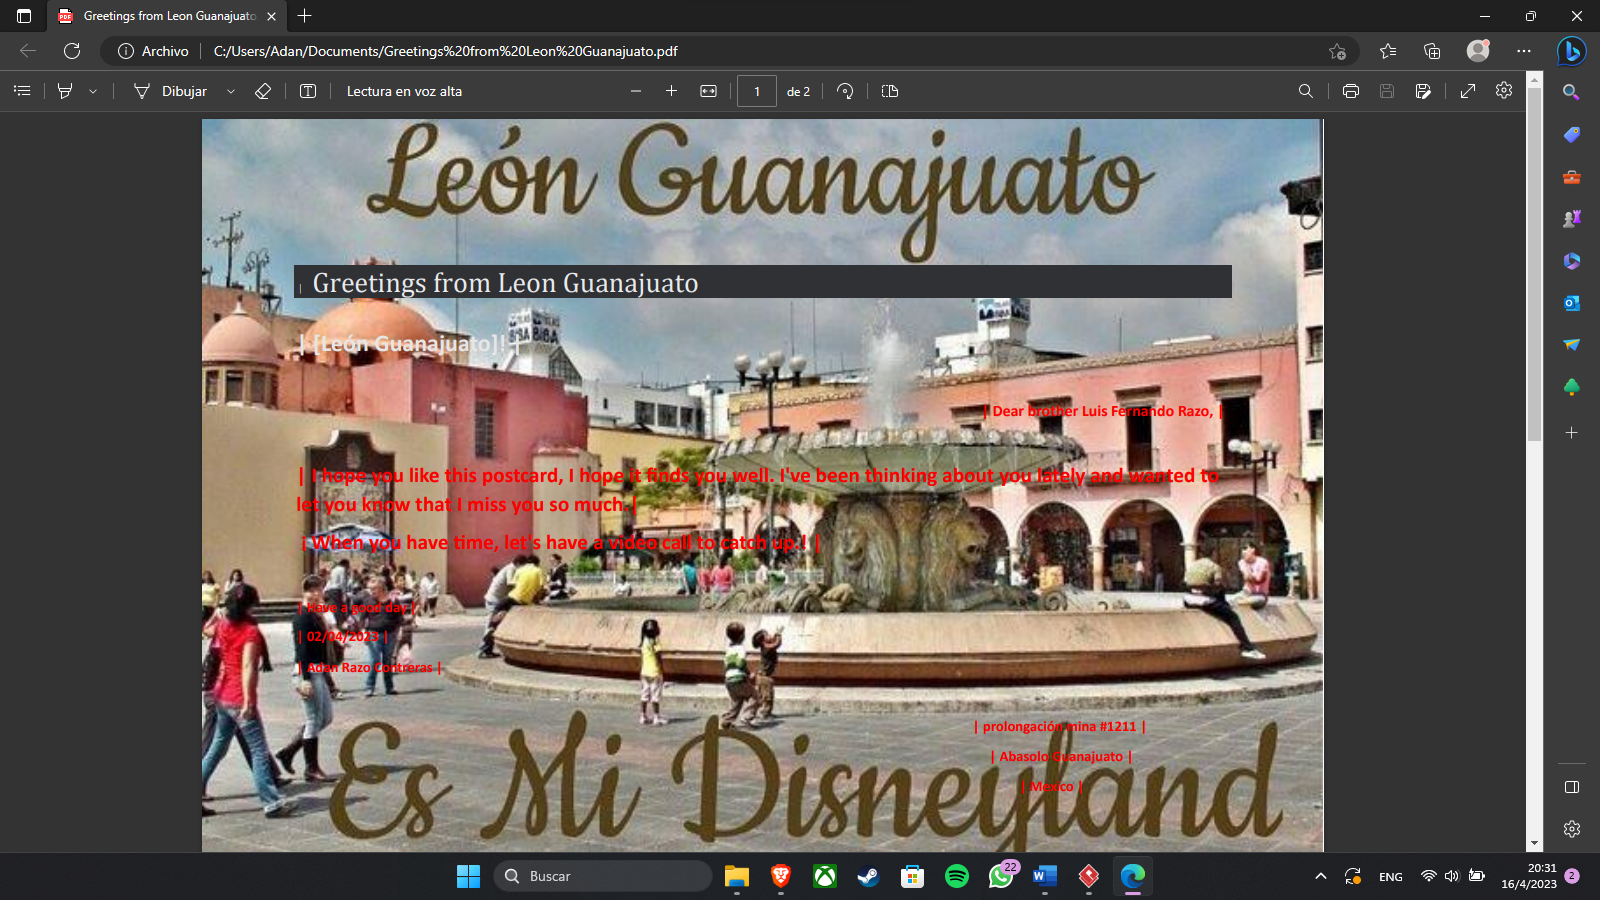 Greetings from Leon Guanajuato
Archivo | C:/Users/Adan/Documents/Greetings%20from%20Leon%20Guanajuato.pdf
Dibujar
Lectura en voz alta
1 de 2
León Guanajuato
| Greetings from Leon Guanajuato
| [León Guanajuato]! |
BIBA BIBA
| Dear brother Luis Fernando Razo, |
| I hope you like this postcard, I hope it finds you well. I've been thinking about you lately and wanted to
let you know that I miss you so much. |
| When you have time, let's have a video call to catch up.! |
| Have a good day |
| 02/04/2023 |
| Adan Razo Contreras |
| prolongación mina #1211 |
| Abasolo Guanajuato |
| Mexico |
Es Mi Disneyland
Buscar
22
ENG
20:31
16/4/2023
2